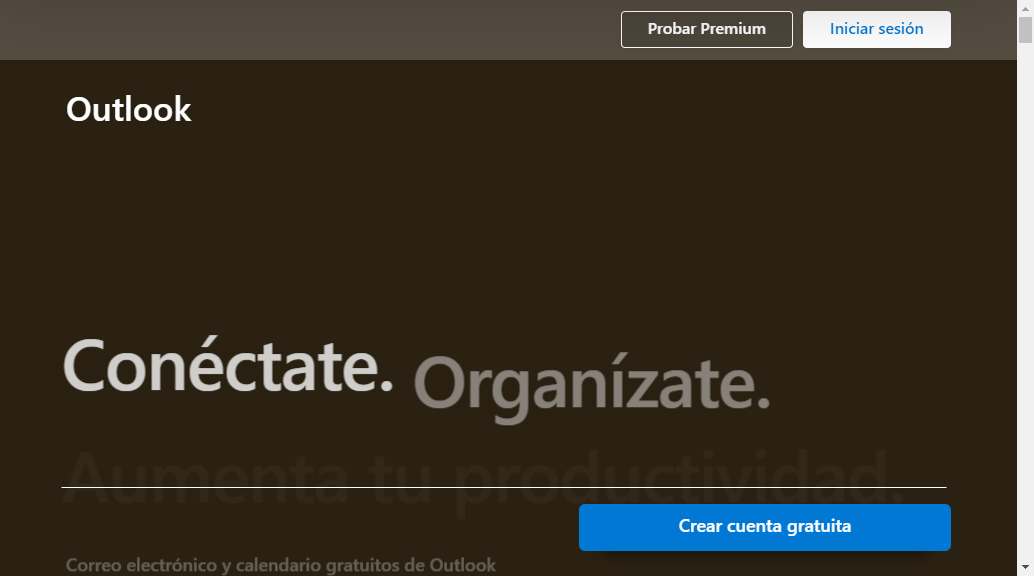 Probar Premium
Iniciar sesión
Outlook
Conéctate. Organízate.
Aumenta tu productividad.
Crear cuenta gratuita
Correo electrónico y calendario gratuitos de Outlook